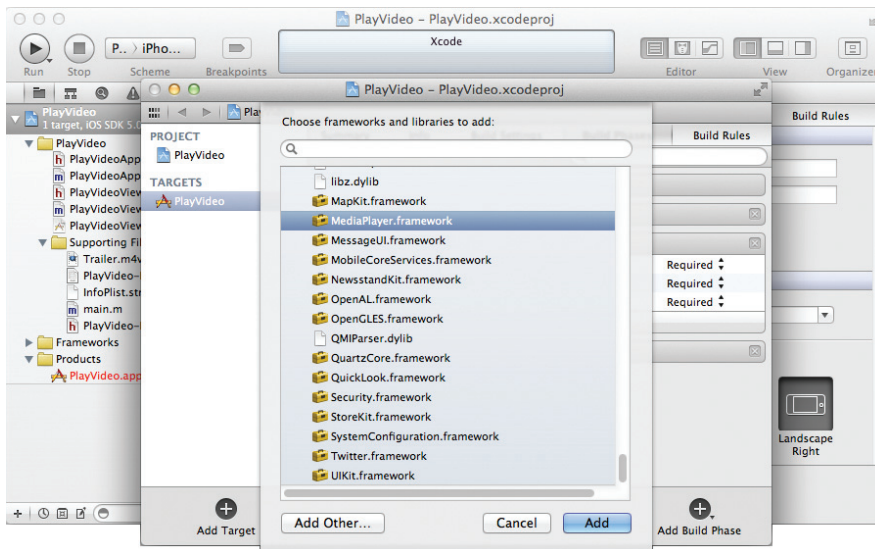 PlayVideo – PlayVideo.xcodeproj
P.. iPho...
Xcode
Run Stop Scheme Breakpoints Editor View Organizer
PlayVideo – PlayVideo.xcodeproj
PlayVideo
1 target, iOS SDK 5.0
PlayVideo
PlayVideoApp
PlayVideoApp
PlayVideoView
PlayVideoView
PlayVideoView
Supporting Fi
Trailer.m4v
PlayVideo-
InfoPlist.str
main.m
PlayVideo-
Frameworks
Products
PlayVideo.app
Pla
PROJECT
PlayVideo
TARGETS
PlayVideo
Add Target
Choose frameworks and libraries to add:
libz.dylib
MapKit.framework
MediaPlayer.framework
MessageUI.framework
MobileCoreServices.framework
NewsstandKit.framework
OpenAL.framework
OpenGLES.framework
QMIParser.dylib
QuartzCore.framework
QuickLook.framework
Security.framework
StoreKit.framework
SystemConfiguration.framework
Twitter.framework
UIKit.framework
Add Other... Cancel Add
Build Rules
Required
Required
Required
Add Build Phase
Build Rules
Landscape
Right